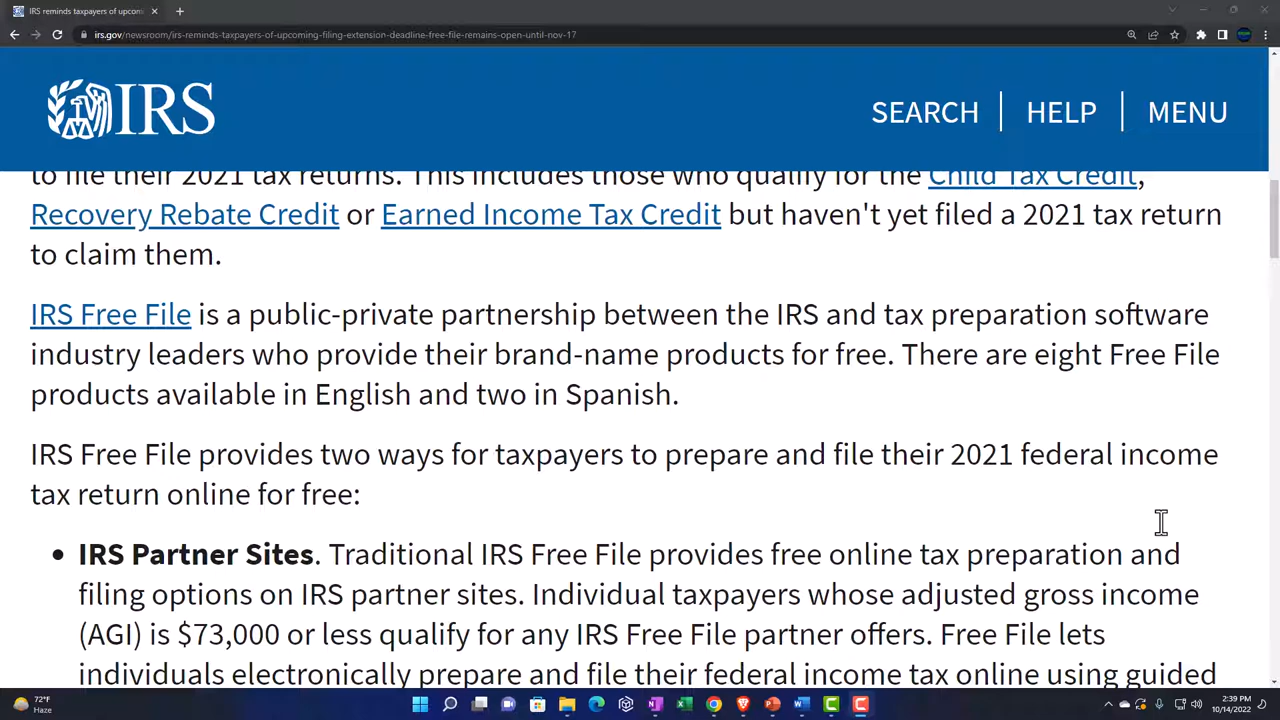 IRS reminds taxpayers of upcomi
irs.gov/newsroom/irs-reminds-taxpayers-of-upcoming-filing-extension-deadline-free-file-remains-open-until-nov-17
IRS
SEARCH HELP MENU
to file their 2021 tax returns. This includes those who qualify for the Child Tax Credit,
Recovery Rebate Credit or Earned Income Tax Credit but haven't yet filed a 2021 tax return
to claim them.
IRS Free File is a public-private partnership between the IRS and tax preparation software
industry leaders who provide their brand-name products for free. There are eight Free File
products available in English and two in Spanish.
IRS Free File provides two ways for taxpayers to prepare and file their 2021 federal income
tax return online for free:
• IRS Partner Sites. Traditional IRS Free File provides free online tax preparation and
filing options on IRS partner sites. Individual taxpayers whose adjusted gross income
(AGI) is $73,000 or less qualify for any IRS Free File partner offers. Free File lets
individuals electronically prepare and file their federal income tax online using guided
72°F
Haze
2:39 PM
10/14/2022